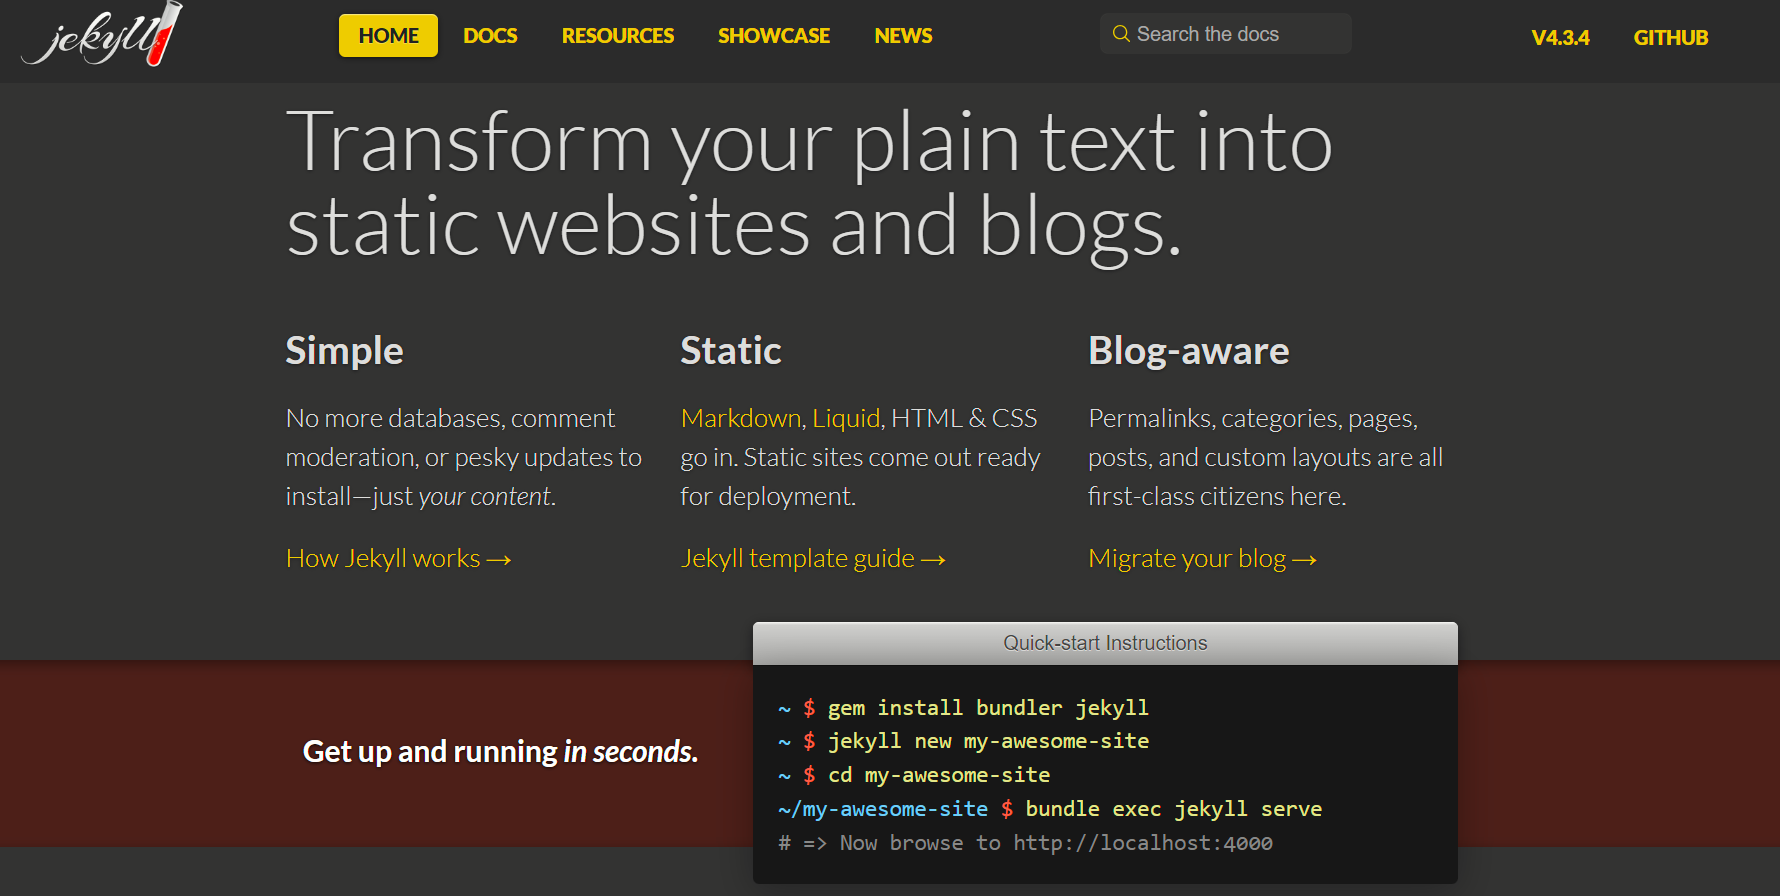 jekyll
HOME
DOCS
RESOURCES
SHOWCASE
NEWS
Search the docs
V4.3.4
GITHUB
Transform your plain text into
static websites and blogs.
Simple
No more databases, comment
moderation, or pesky updates to
install—just your content.
How Jekyll works →
Static
Markdown, Liquid, HTML & CSS
go in. Static sites come out ready
for deployment.
Jekyll template guide →
Blog-aware
Permalinks, categories, pages,
posts, and custom layouts are all
first-class citizens here.
Migrate your blog →
Get up and running in seconds.
Quick-start Instructions
~ $ gem install bundler jekyll
~ $ jekyll new my-awesome-site
~ $ cd my-awesome-site
~/my-awesome-site $ bundle exec jekyll serve
# => Now browse to http://localhost:4000